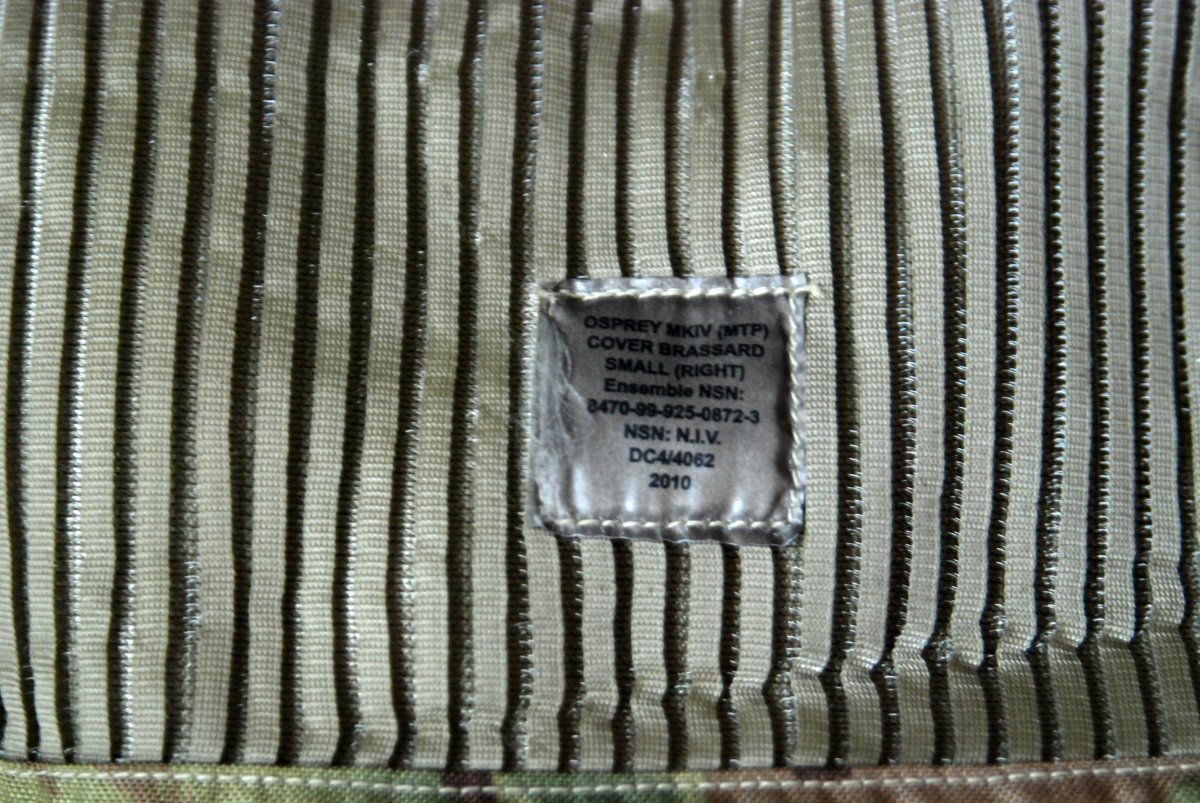 OSPREY MKIV (MTP)
COVER BRASSARD
SMALL (RIGHT)
Ensemble NSN:
8470-99-925-0872-3
NSN: N.I.V.
DC4/4062
2010